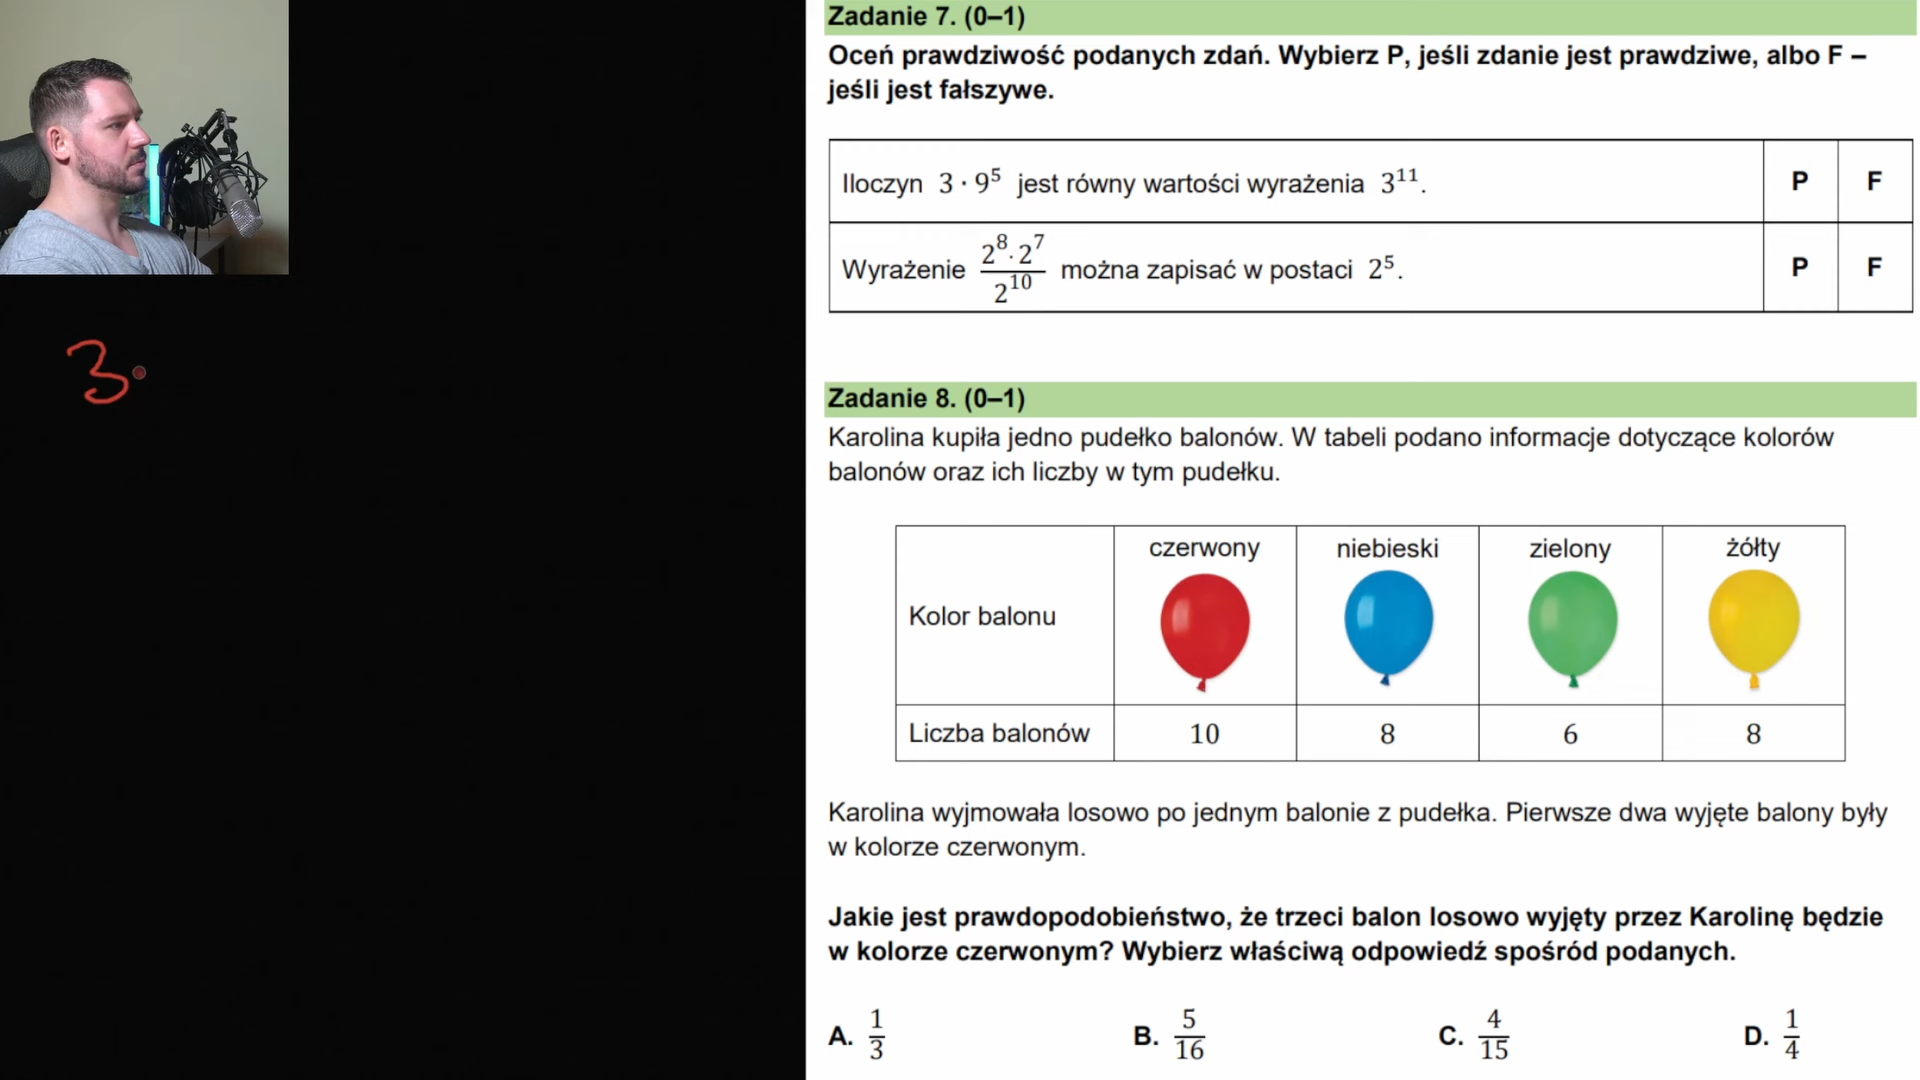 3·
Zadanie 7. (0–1)
Oceń prawdziwość podanych zdań. Wybierz P, jeśli zdanie jest prawdziwe, albo F –
jeśli jest fałszywe.
Iloczyn 3 · 9⁵ jest równy wartości wyrażenia 3¹¹. P F
Wyrażenie (2⁸ · 2⁷)/2¹⁰ można zapisać w postaci 2⁵. P F
Zadanie 8. (0–1)
Karolina kupiła jedno pudełko balonów. W tabeli podano informacje dotyczące kolorów
balonów oraz ich liczby w tym pudełku.
Kolor balonu czerwony niebieski zielony żółty
Liczba balonów 10 8 6 8
Karolina wyjmowała losowo po jednym balonie z pudełka. Pierwsze dwa wyjęte balony były
w kolorze czerwonym.
Jakie jest prawdopodobieństwo, że trzeci balon losowo wyjęty przez Karolinę będzie
w kolorze czerwonym? Wybierz właściwą odpowiedź spośród podanych.
A. 1/3 B. 5/16 C. 4/15 D. 1/4